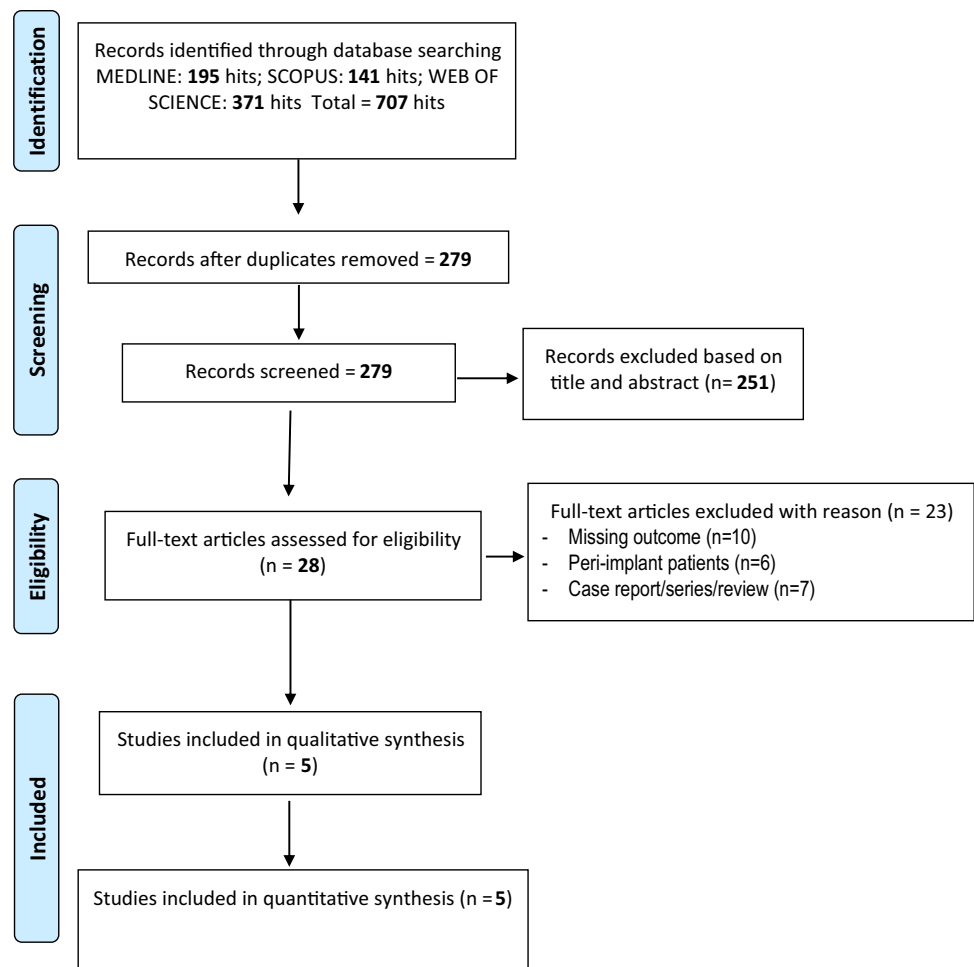 Identification
Records identified through database searching
MEDLINE: 195 hits; SCOPUS: 141 hits; WEB OF
SCIENCE: 371 hits Total = 707 hits
Screening
Records after duplicates removed = 279
Records screened = 279
Records excluded based on
title and abstract (n= 251)
Eligibility
Full-text articles assessed for eligibility
(n = 28)
Full-text articles excluded with reason (n = 23)
- Missing outcome (n=10)
- Peri-implant patients (n=6)
- Case report/series/review (n=7)
Included
Studies included in qualitative synthesis
(n = 5)
Studies included in quantitative synthesis (n =5)